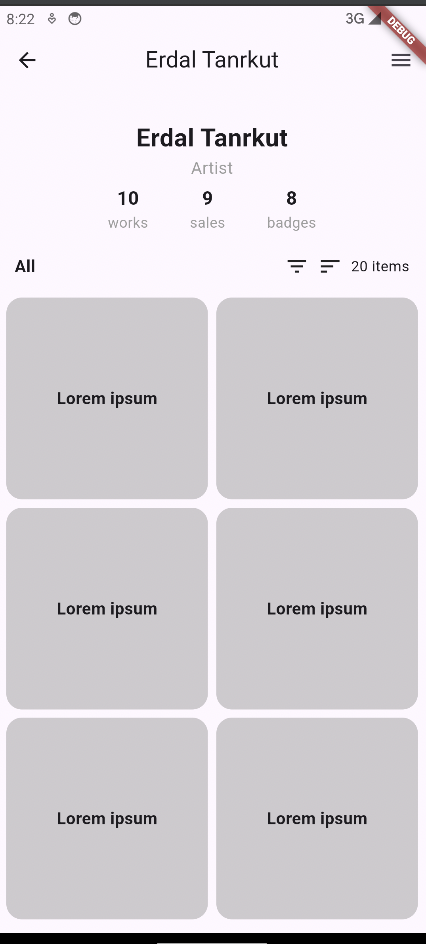 8:22 3G
DEBUG
Erdal Tanrkut
Erdal Tanrkut
Artist
10 9 8
works sales badges
All 20 items
Lorem ipsum Lorem ipsum
Lorem ipsum Lorem ipsum
Lorem ipsum Lorem ipsum